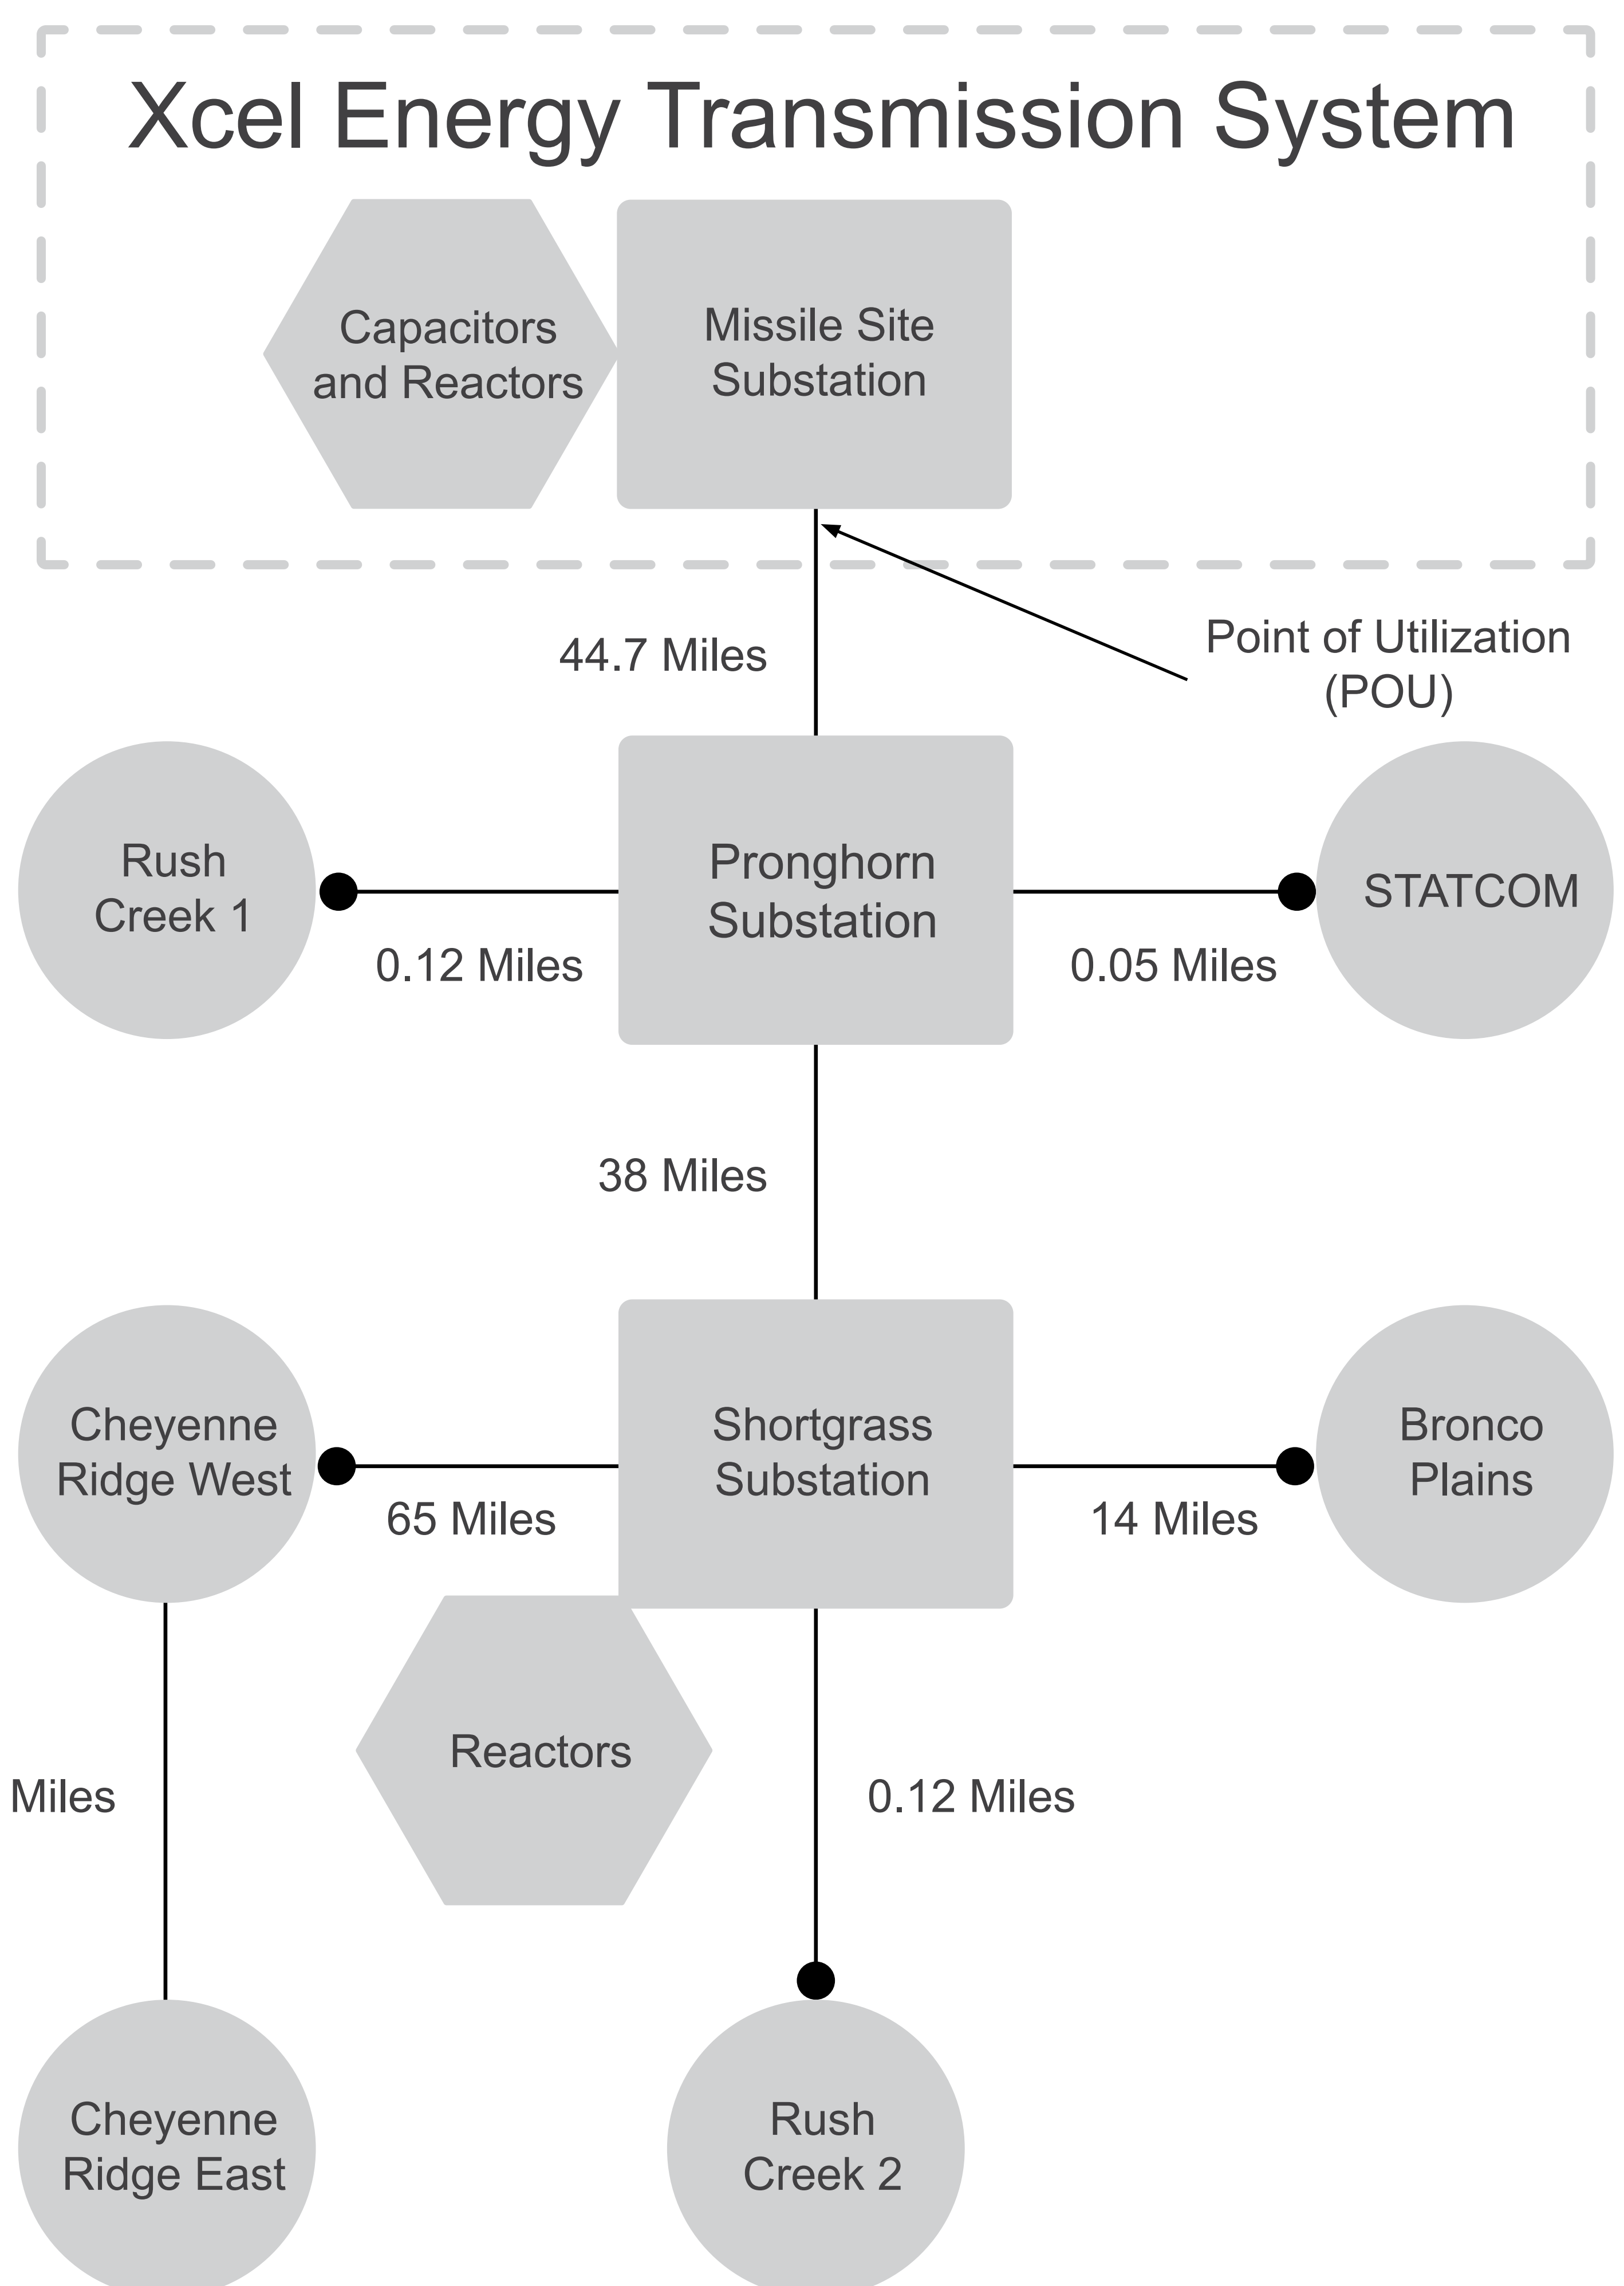 Xcel Energy Transmission System
Capacitors
and Reactors
Missile Site
Substation
44.7 Miles
Point of Utilization
(POU)
Rush
Creek 1
Pronghorn
Substation
STATCOM
0.12 Miles
0.05 Miles
38 Miles
Cheyenne
Ridge West
Shortgrass
Substation
Bronco
Plains
65 Miles
14 Miles
Reactors
Miles
0.12 Miles
Cheyenne
Ridge East
Rush
Creek 2